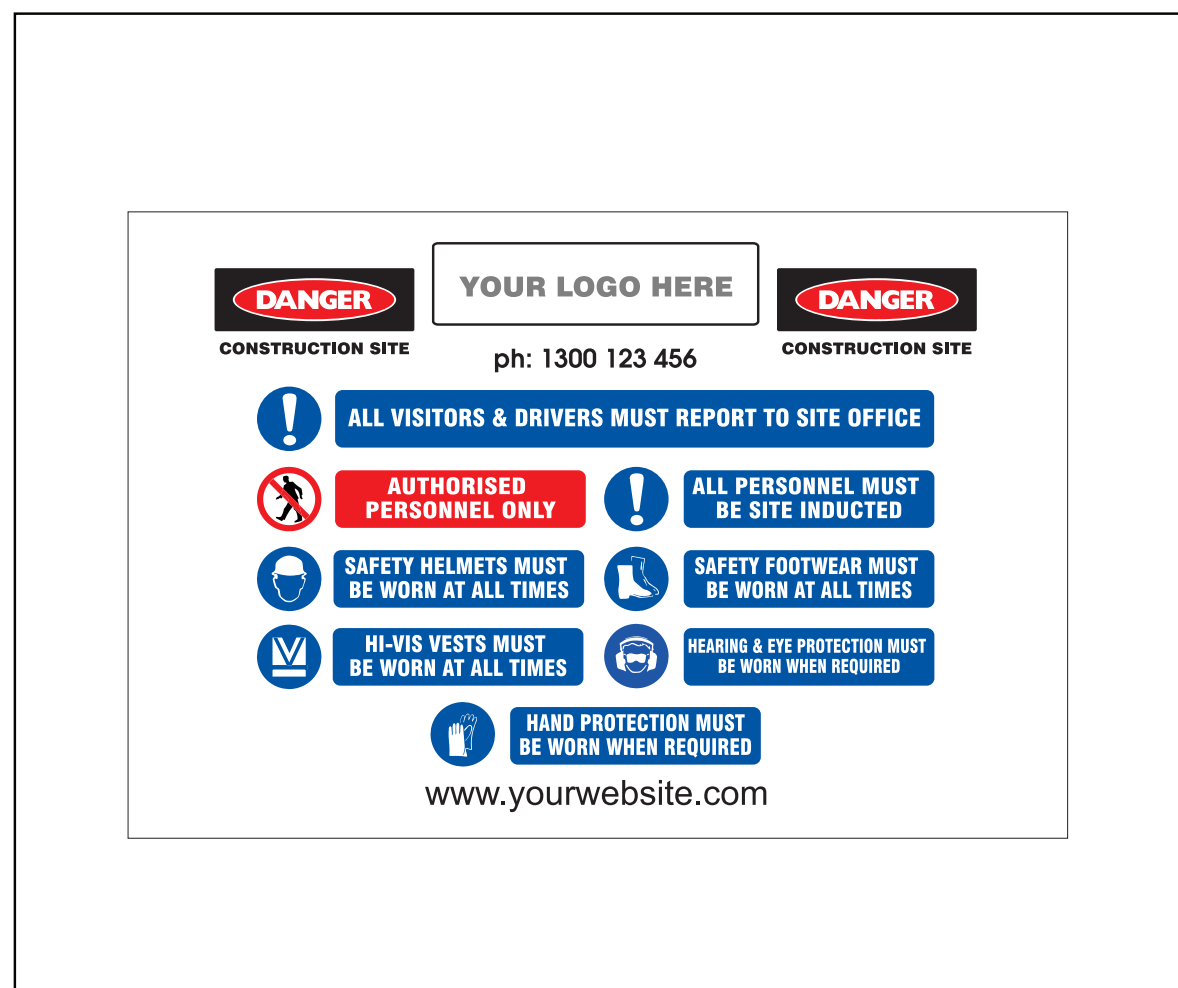 YOUR LOGO HERE
DANGER
CONSTRUCTION SITE
DANGER
CONSTRUCTION SITE
ph: 1300 123 456
ALL VISITORS & DRIVERS MUST REPORT TO SITE OFFICE
AUTHORISED
PERSONNEL ONLY
ALL PERSONNEL MUST
BE SITE INDUCTED
SAFETY HELMETS MUST
BE WORN AT ALL TIMES
SAFETY FOOTWEAR MUST
BE WORN AT ALL TIMES
HI-VIS VESTS MUST
BE WORN AT ALL TIMES
HEARING & EYE PROTECTION MUST
BE WORN WHEN REQUIRED
HAND PROTECTION MUST
BE WORN WHEN REQUIRED
www.yourwebsite.com